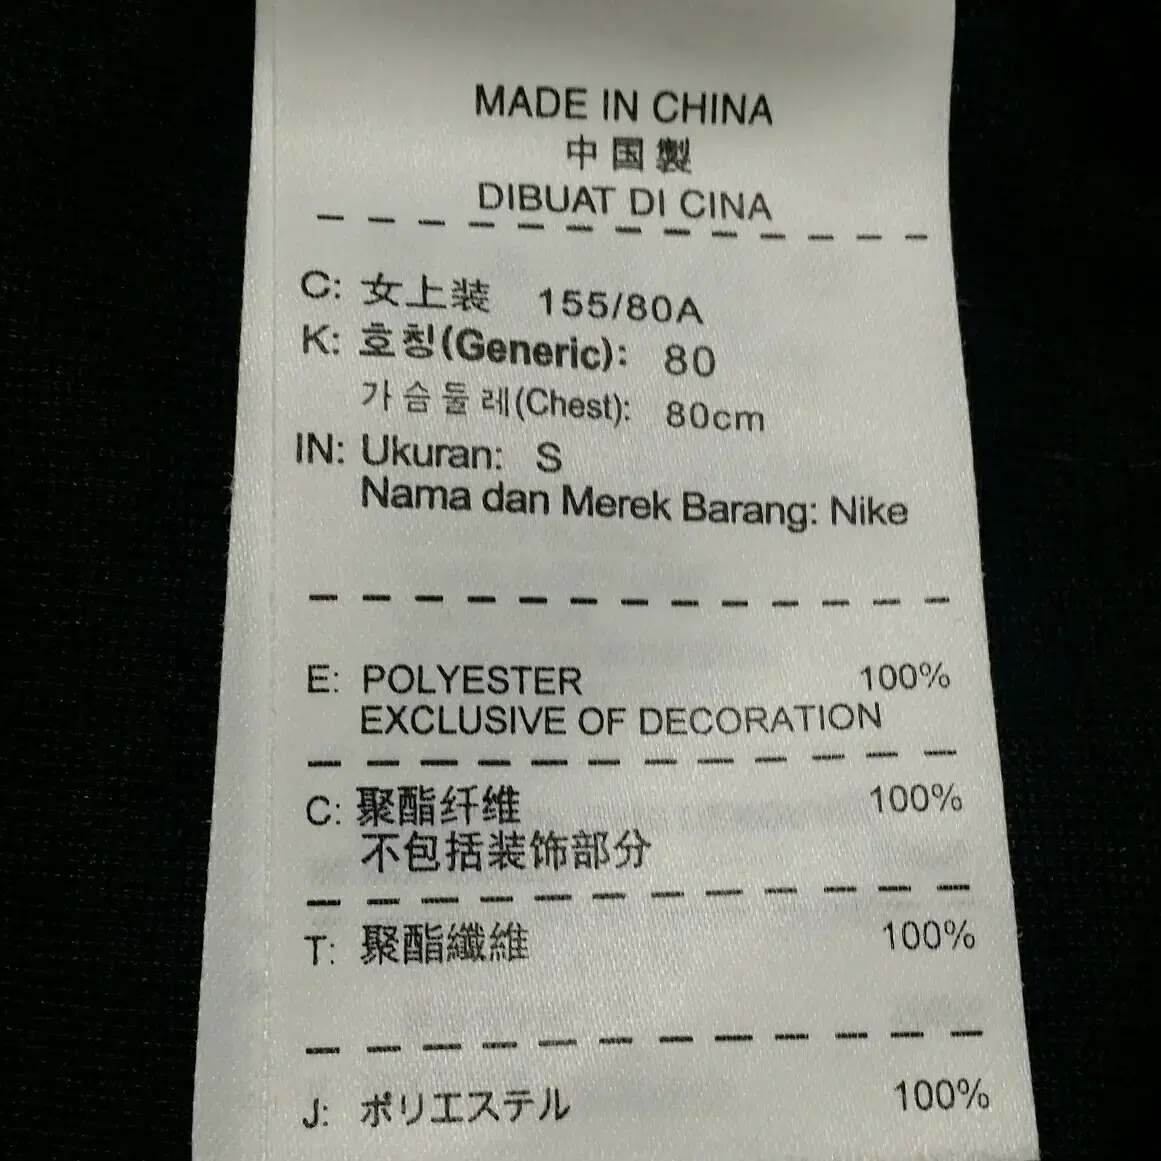 MADE IN CHINA
中国製
DIBUAT DI CINA
C: 女上装 155/80A
K: 호칭(Generic): 80
가슴둘레(Chest): 80cm
IN: Ukuran: S
Nama dan Merek Barang: Nike
E: POLYESTER 100%
EXCLUSIVE OF DECORATION
C: 聚酯纤维 100%
不包括装饰部分
T: 聚酯纖維 100%
J: ポリエステル 100%